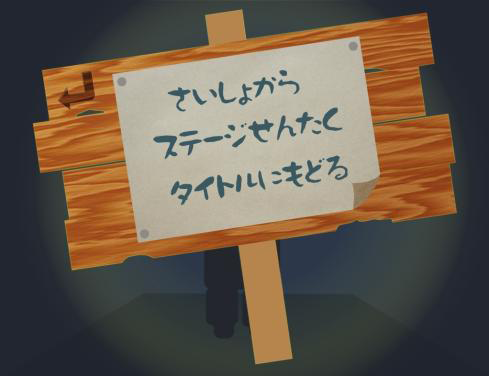 さいしょから
ステージせんたく
タイトルにもどる